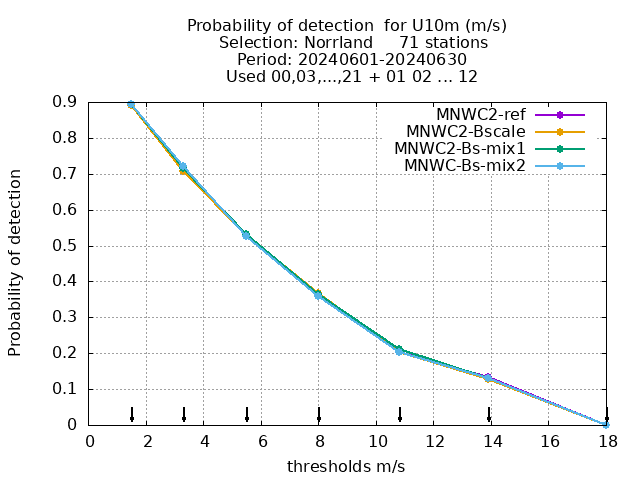 Probability of detection  for U10m (m/s)
Selection: Norrland     71 stations
Period: 20240601-20240630
Used 00,03,...,21 + 01 02 ... 12
MNWC2-ref
MNWC2-Bscale
MNWC2-Bs-mix1
MNWC-Bs-mix2
Probability of detection
0.9
0.8
0.7
0.6
0.5
0.4
0.3
0.2
0.1
0
0 2 4 6 8 10 12 14 16 18
thresholds m/s